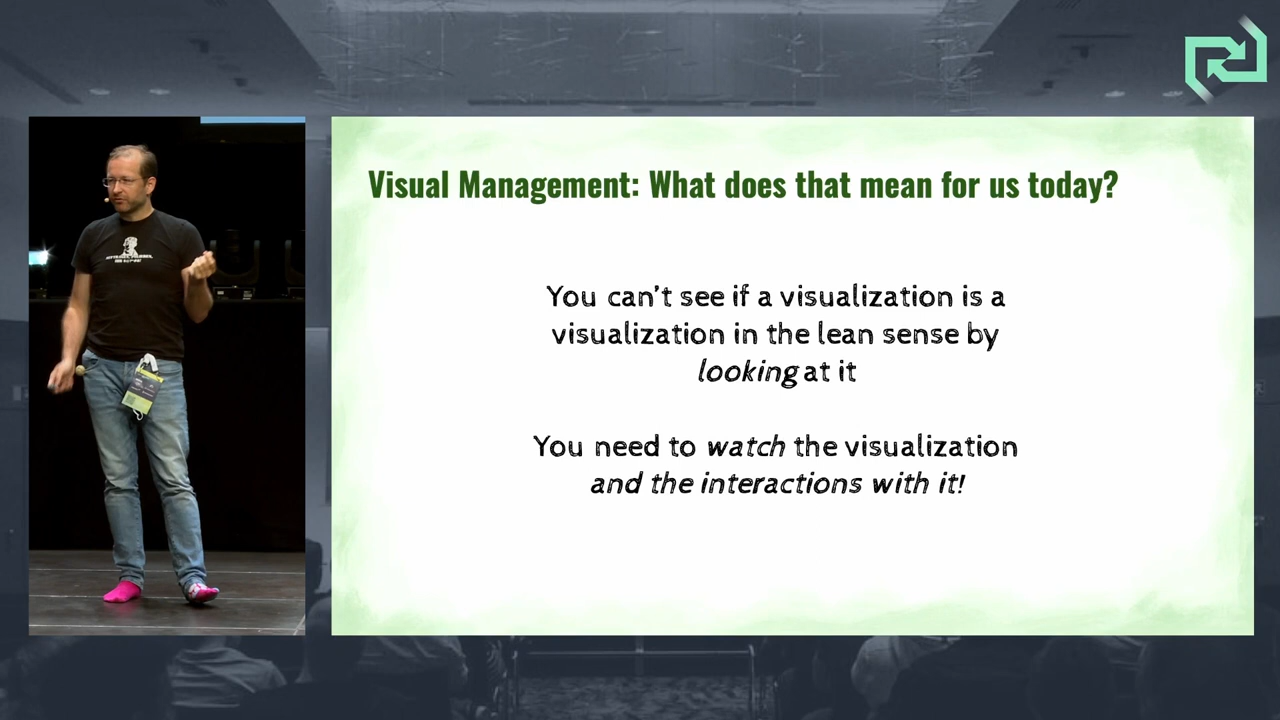 Visual Management: What does that mean for us today?
You can't see if a visualization is a
visualization in the lean sense by
looking at it
You need to watch the visualization
and the interactions with it!